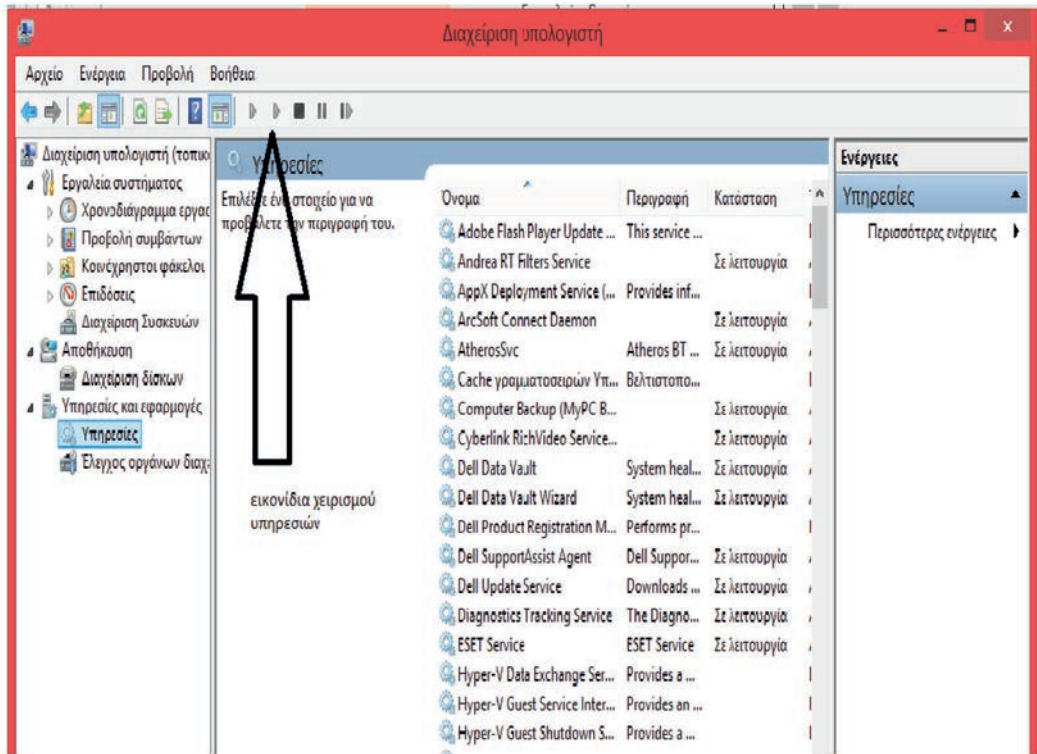 Διαχείριση υπολογιστή
Αρχείο Ενέργεια Προβολή Βοήθεια
Διαχείριση υπολογιστή (τοπικ
Εργαλεία συστήματος
Χρονοδιάγραμμα εργασ
Προβολή συμβάντων
Κοινόχρηστοι φάκελοι
Επιδόσεις
Διαχείριση Συσκευών
Αποθήκευση
Διαχείριση δίσκων
Υπηρεσίες και εφαρμογές
Υπηρεσίες
Έλεγχος οργάνων διαχε
Υπηρεσίες
Επιλέξτε ένα στοιχείο για να
προβάλετε την περιγραφή του.
εικονίδια χειρισμού
υπηρεσιών
Όνομα Περιγραφή Κατάσταση
Adobe Flash Player Update ... This service ...
Andrea RT Filters Service Σε λειτουργία
AppX Deployment Service (... Provides inf...
ArcSoft Connect Daemon Σε λειτουργία
AtherosSvc Atheros BT ... Σε λειτουργία
Cache γραμματοσειρών Υπ... Βελτιστοπο...
Computer Backup (MyPC B... Σε λειτουργία
Cyberlink RichVideo Service... Σε λειτουργία
Dell Data Vault System heal... Σε λειτουργία
Dell Data Vault Wizard System heal... Σε λειτουργία
Dell Product Registration M... Performs pr...
Dell SupportAssist Agent Dell Suppor... Σε λειτουργία
Dell Update Service Downloads ... Σε λειτουργία
Diagnostics Tracking Service The Diagno... Σε λειτουργία
ESET Service ESET Service Σε λειτουργία
Hyper-V Data Exchange Ser... Provides a ...
Hyper-V Guest Service Inter... Provides an ...
Hyper-V Guest Shutdown S... Provides a ...
Ενέργειες
Υπηρεσίες
Περισσότερες ενέργειες